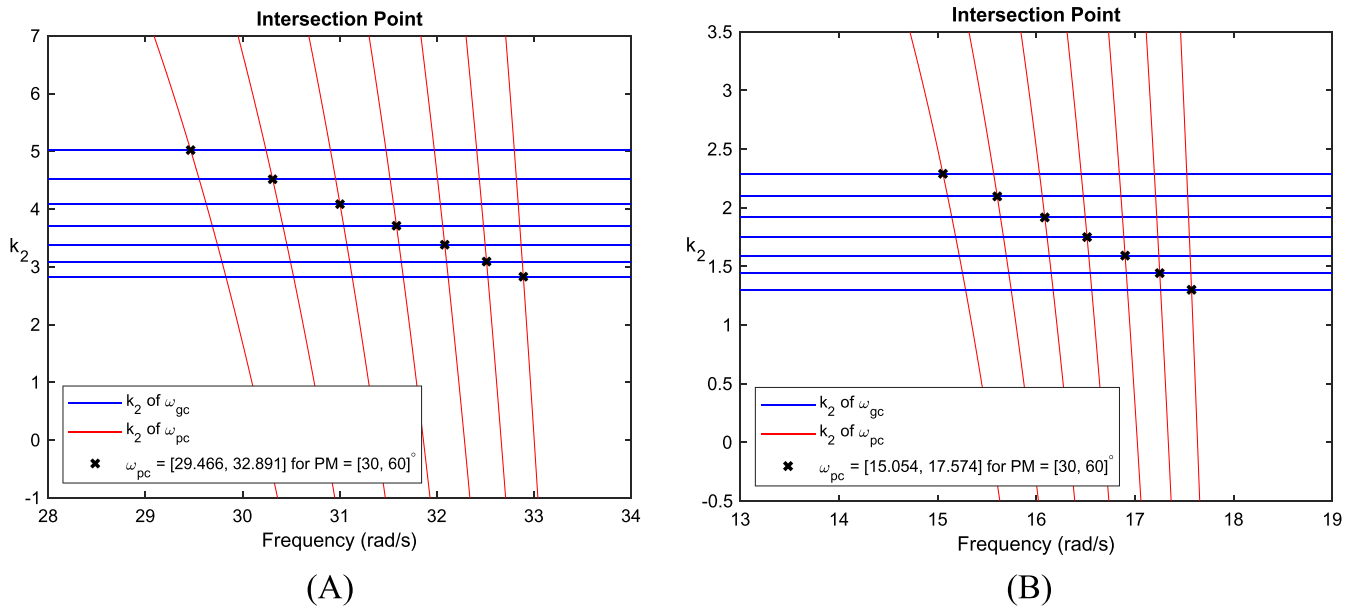 Intersection Point
7
6
5
4
3
2
1
0
-1
k2
28
29
30
31
32
33
34
Frequency (rad/s)
k2 of ωgc
k2 of ωpc
ωpc = [29.466, 32.891] for PM = [30, 60]°
(A)
Intersection Point
3.5
3
2.5
2
1.5
1
0.5
0
-0.5
k2
13
14
15
16
17
18
19
Frequency (rad/s)
k2 of ωgc
k2 of ωpc
ωpc = [15.054, 17.574] for PM = [30, 60]°
(B)